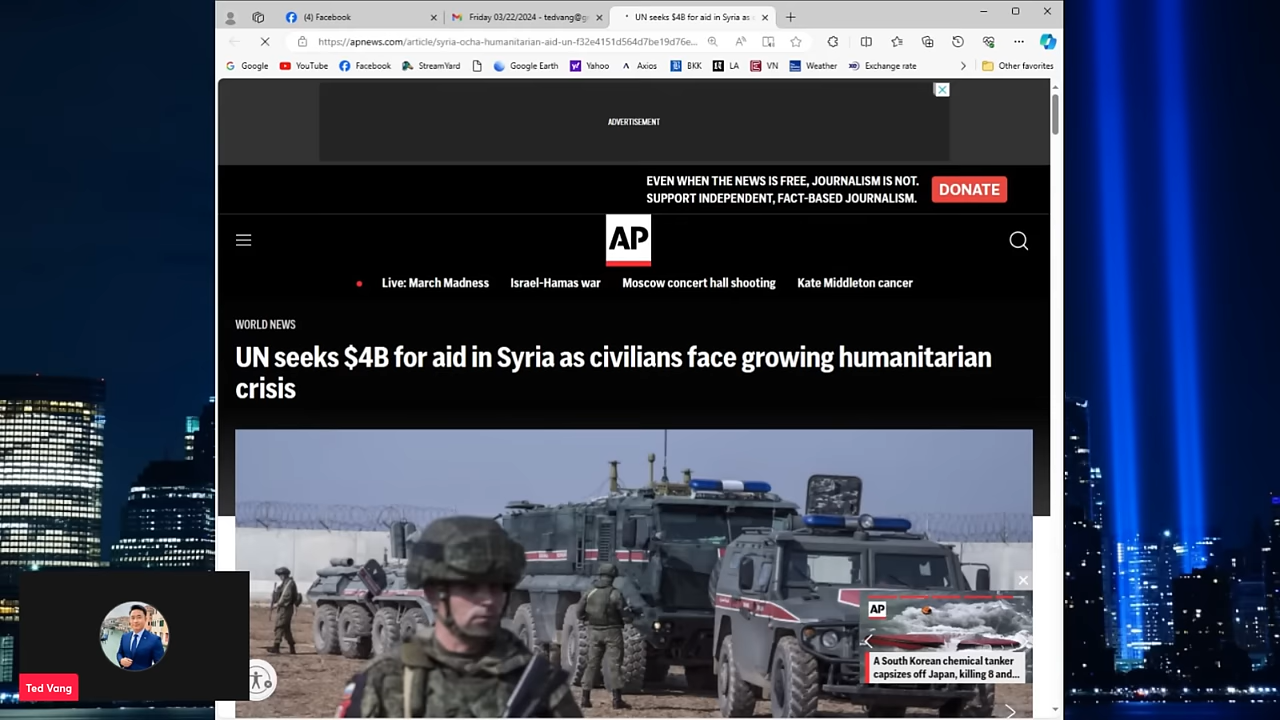 (4) Facebook
Friday 03/22/2024 - tedvang@g
UN seeks $4B for aid in Syria as
https://apnews.com/article/syria-ocha-humanitarian-aid-un-f32e4151d564d7be19d76e...
Google YouTube Facebook StreamYard Google Earth Yahoo Axios BKK LA VN Weather Exchange rate Other favorites
ADVERTISEMENT
EVEN WHEN THE NEWS IS FREE, JOURNALISM IS NOT.
SUPPORT INDEPENDENT, FACT-BASED JOURNALISM.
DONATE
AP
Live: March Madness Israel-Hamas war Moscow concert hall shooting Kate Middleton cancer
WORLD NEWS
UN seeks $4B for aid in Syria as civilians face growing humanitarian
crisis
AP
A South Korean chemical tanker
capsizes off Japan, killing 8 and...
Ted Vang